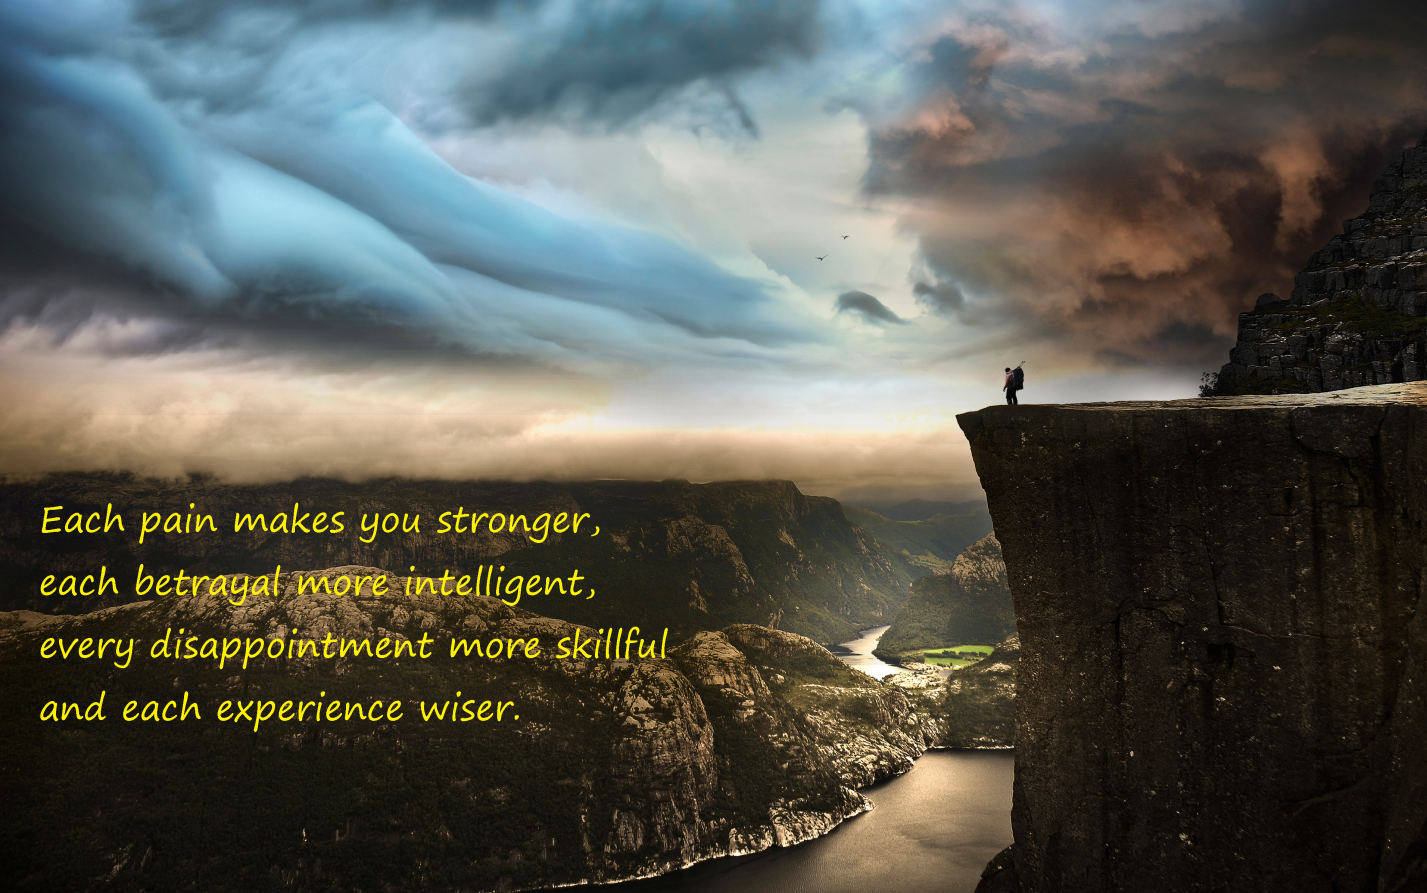 Each pain makes you stronger,
each betrayal more intelligent,
every disappointment more skillful
and each experience wiser.